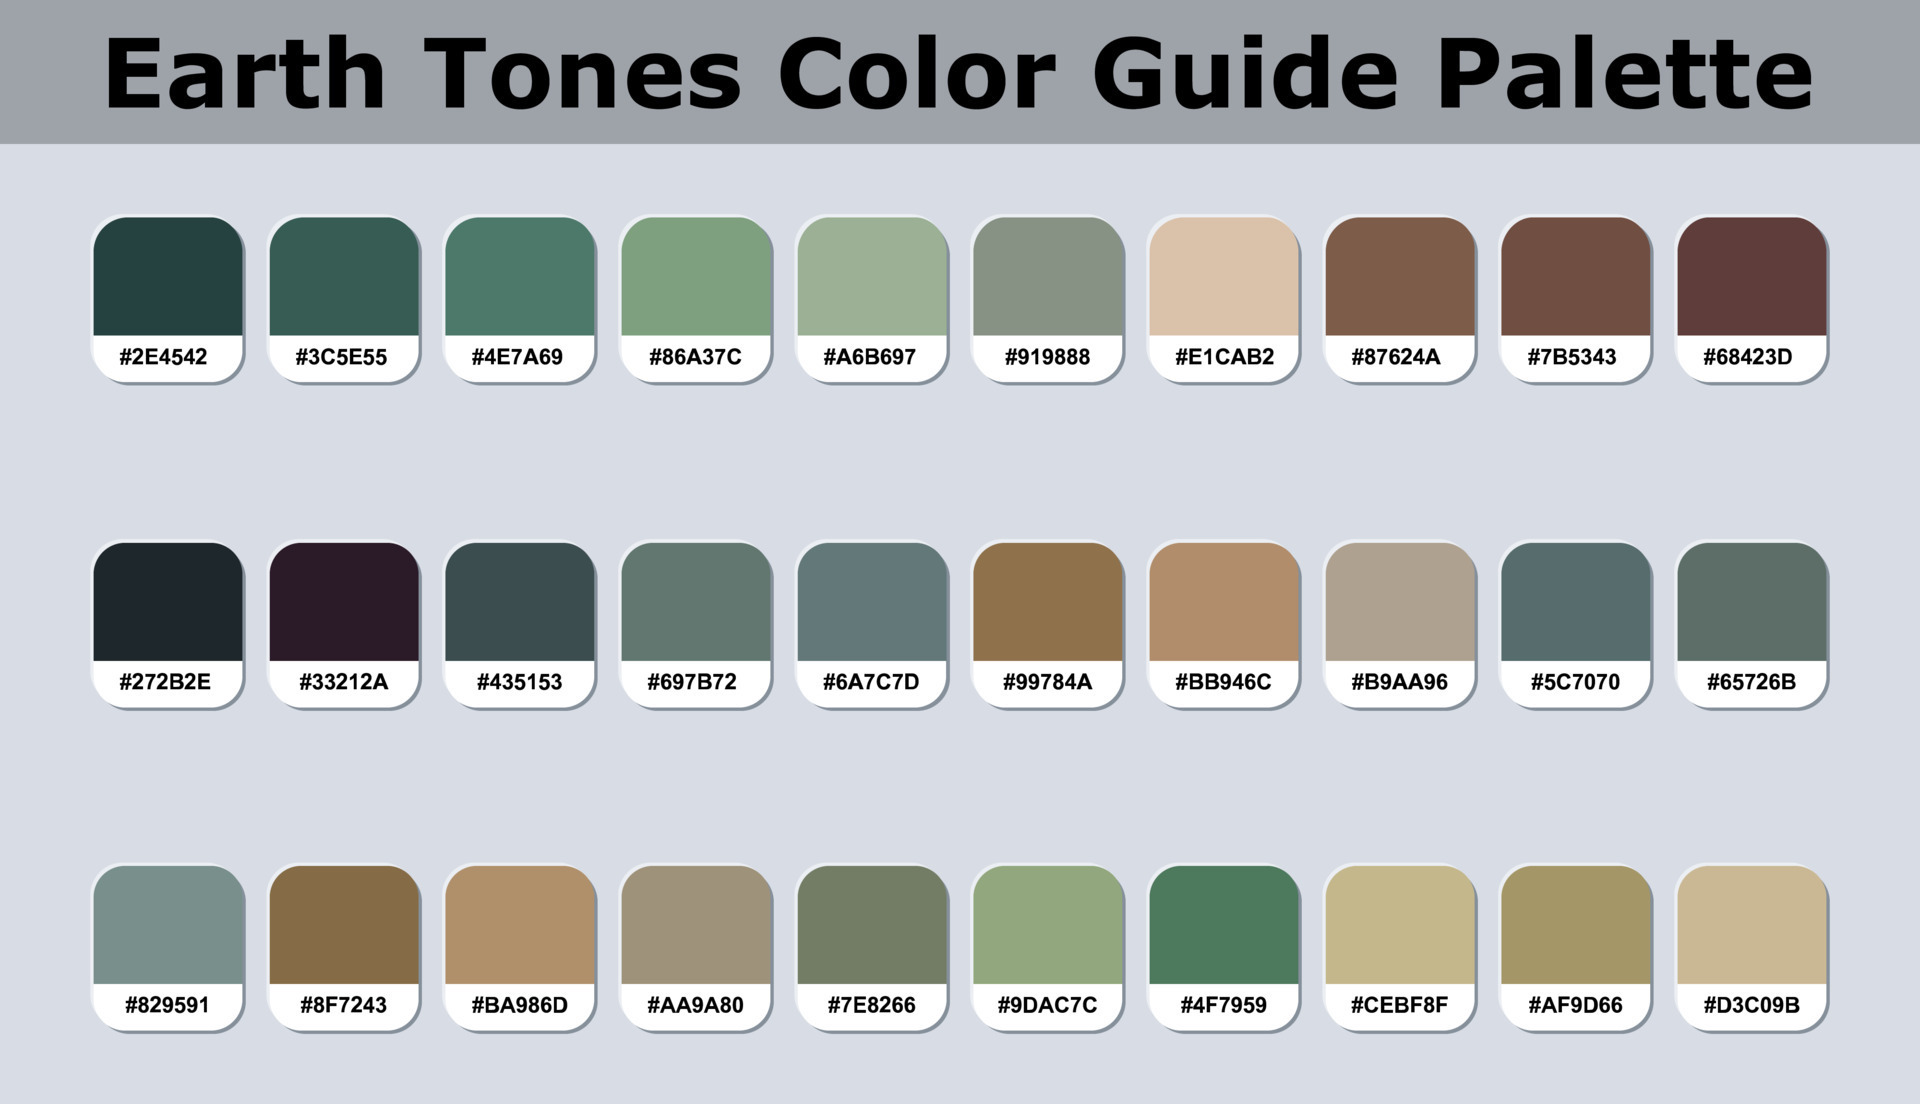 Earth Tones Color Guide Palette
#2E4542 #3C5E55 #4E7A69 #86A37C #A6B697 #919888 #E1CAB2 #87624A #7B5343 #68423D
#272B2E #33212A #435153 #697B72 #6A7C7D #99784A #BB946C #B9AA96 #5C7070 #65726B
#829591 #8F7243 #BA986D #AA9A80 #7E8266 #9DAC7C #4F7959 #CEBF8F #AF9D66 #D3C09B